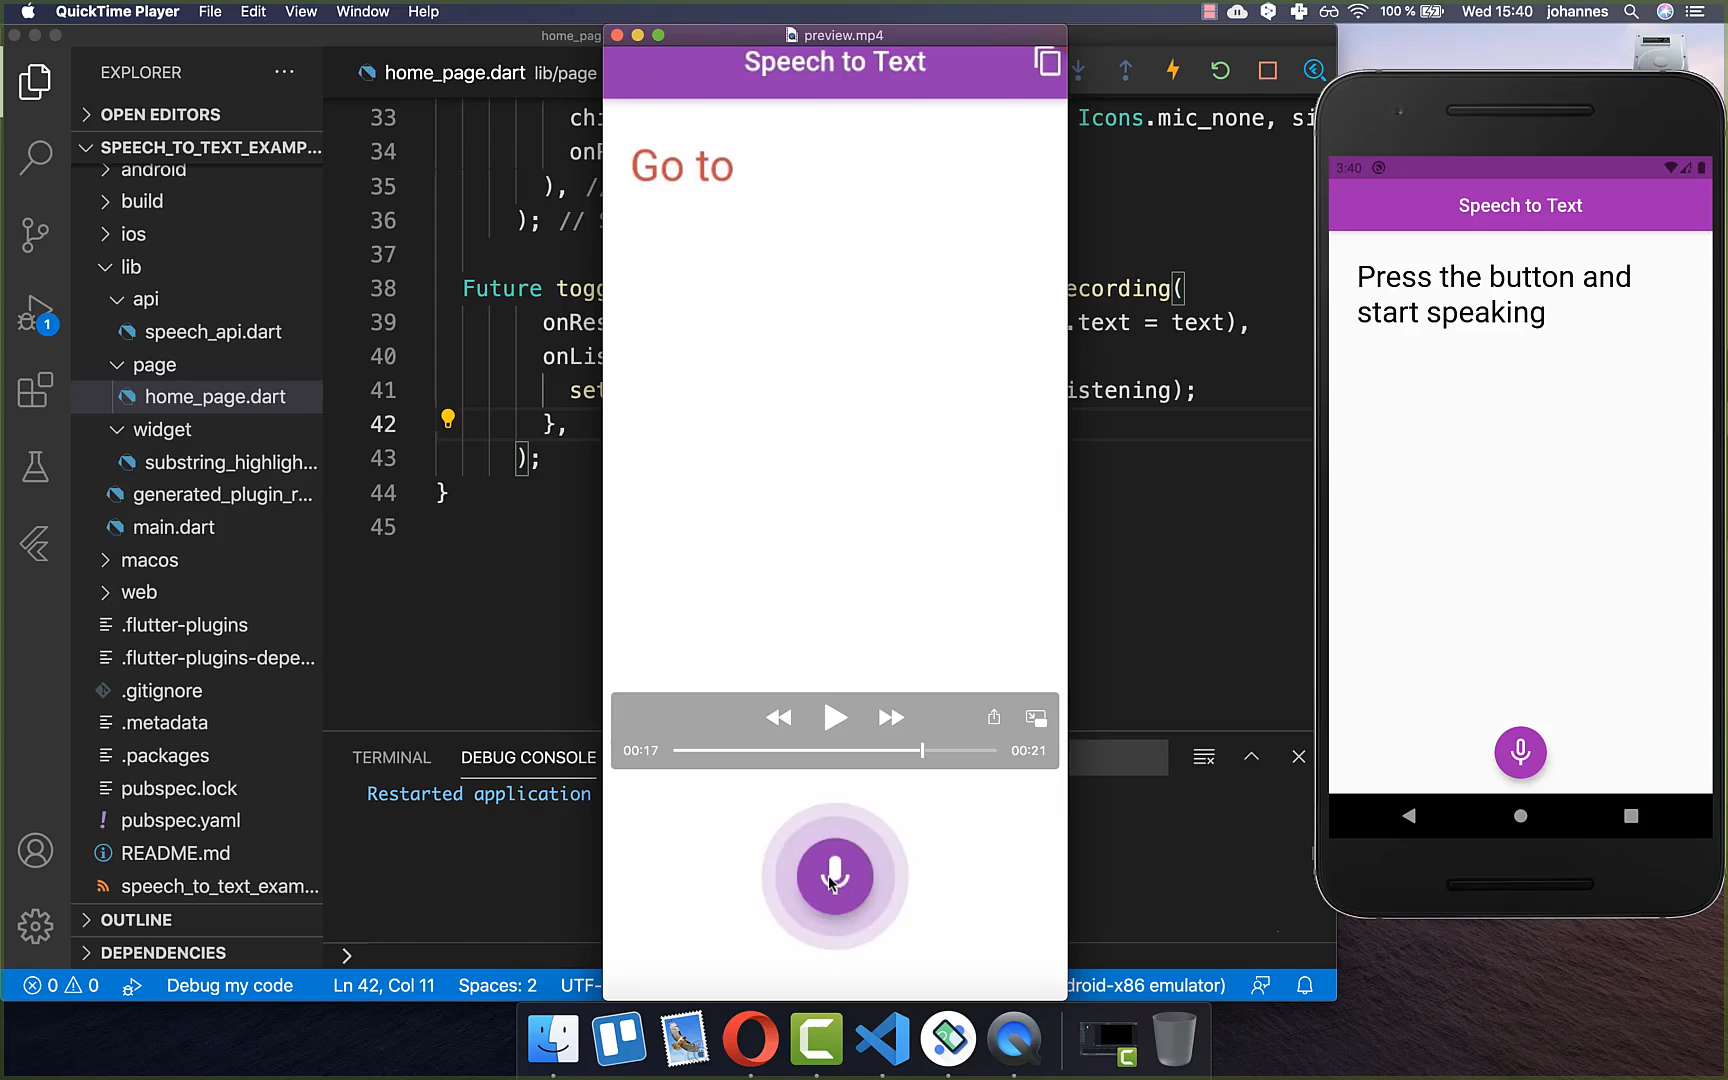 QuickTime Player File Edit View Window Help
100 % Wed 15:40 johannes
home_pag
preview.mp4
EXPLORER
OPEN EDITORS
SPEECH_TO_TEXT_EXAMP...
android
build
ios
lib
api
speech_api.dart
page
home_page.dart
widget
substring_highligh...
generated_plugin_r...
main.dart
macos
web
.flutter-plugins
.flutter-plugins-depe...
.gitignore
.metadata
.packages
pubspec.lock
pubspec.yaml
README.md
speech_to_text_exam...
OUTLINE
DEPENDENCIES
1
home_page.dart lib/page
33 chi Icons.mic_none, si
34 onP
35 ), //
36 ); // S
37
38 Future togg ecording(
39 onRes .text = text),
40 onLis
41 set istening);
42 },
43 );
44 }
45
TERMINAL DEBUG CONSOLE
Restarted application
0 0 Debug my code Ln 42, Col 11 Spaces: 2 UTF- droid-x86 emulator)
Speech to Text
Go to
00:17 00:21
3:40
Speech to Text
Press the button and
start speaking